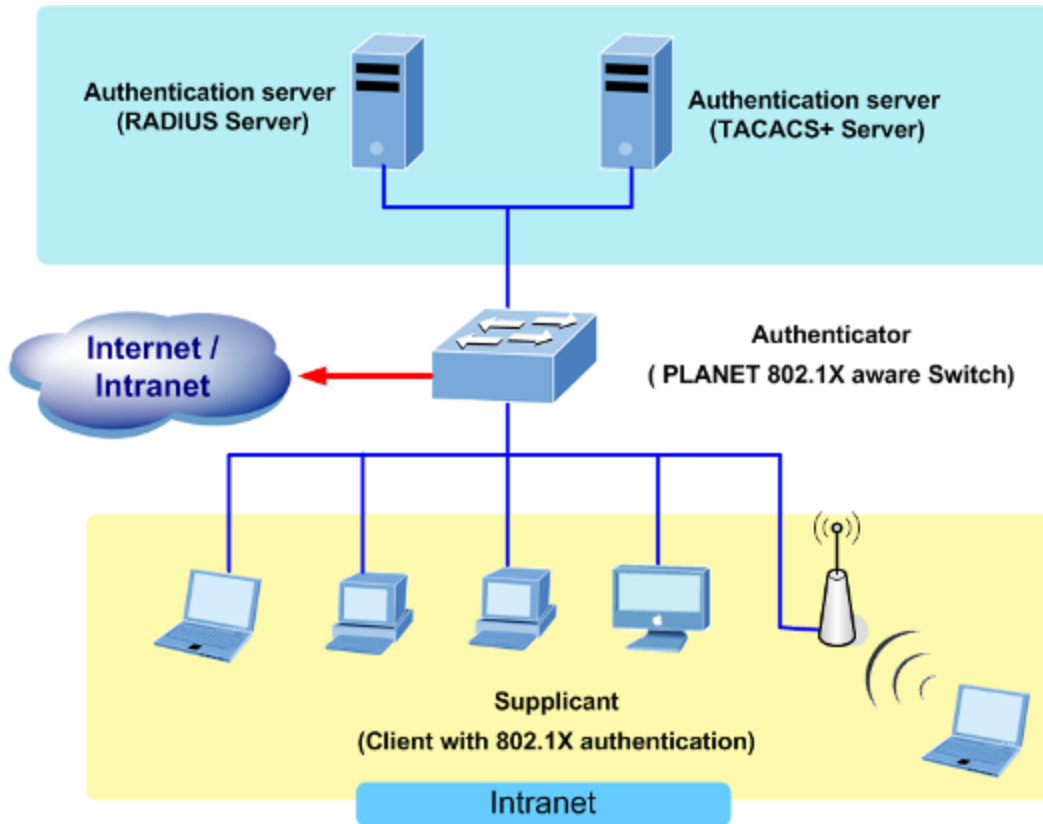 Authentication server
(RADIUS Server)
Authentication server
(TACACS+ Server)
Internet /
Intranet
Authenticator
( PLANET 802.1X aware Switch)
Supplicant
(Client with 802.1X authentication)
Intranet